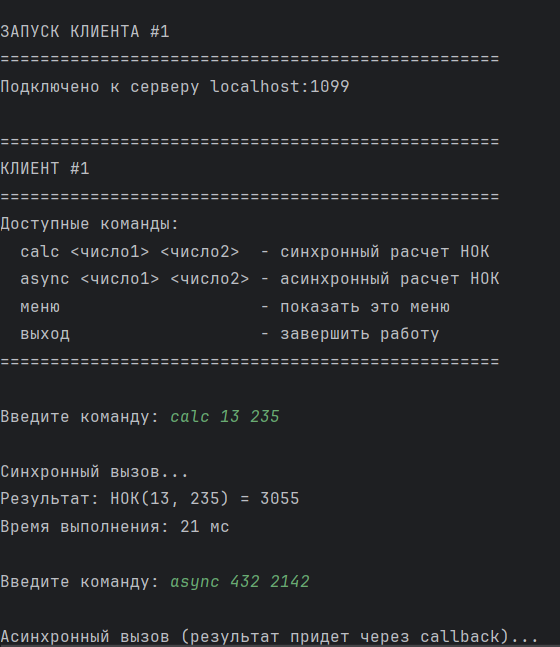 ЗАПУСК КЛИЕНТА #1
==================================================
Подключено к серверу localhost:1099
==================================================
КЛИЕНТ #1
==================================================
Доступные команды:
  calc <число1> <число2>  - синхронный расчет НОК
  async <число1> <число2> - асинхронный расчет НОК
  меню                    - показать это меню
  выход                   - завершить работу
==================================================
Введите команду: calc 13 235
Синхронный вызов...
Результат: НОК(13, 235) = 3055
Время выполнения: 21 мс
Введите команду: async 432 2142
Асинхронный вызов (результат придет через callback)...